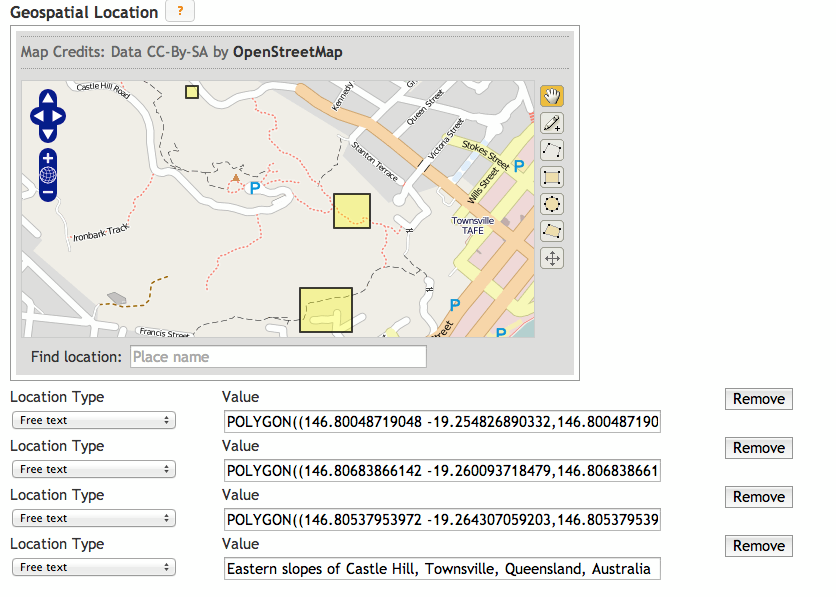 Geospatial Location ?
Map Credits: Data CC-By-SA by OpenStreetMap
Castle Hill Road
Kennedy
Queen Street
Victoria Street
Stanton Terrace
Stokes Street
Wills Street
P
P
Townsville
TAFE
Ironbark Track
P
P
Francis Street
reet
Find location: Place name
Location Type Value Remove
Free text POLYGON((146.80048719048 -19.254826890332,146.800487190
Location Type Value Remove
Free text POLYGON((146.80683866142 -19.260093718479,146.806838661
Location Type Value Remove
Free text POLYGON((146.80537953972 -19.264307059203,146.805379539
Location Type Value Remove
Free text Eastern slopes of Castle Hill, Townsville, Queensland, Australia